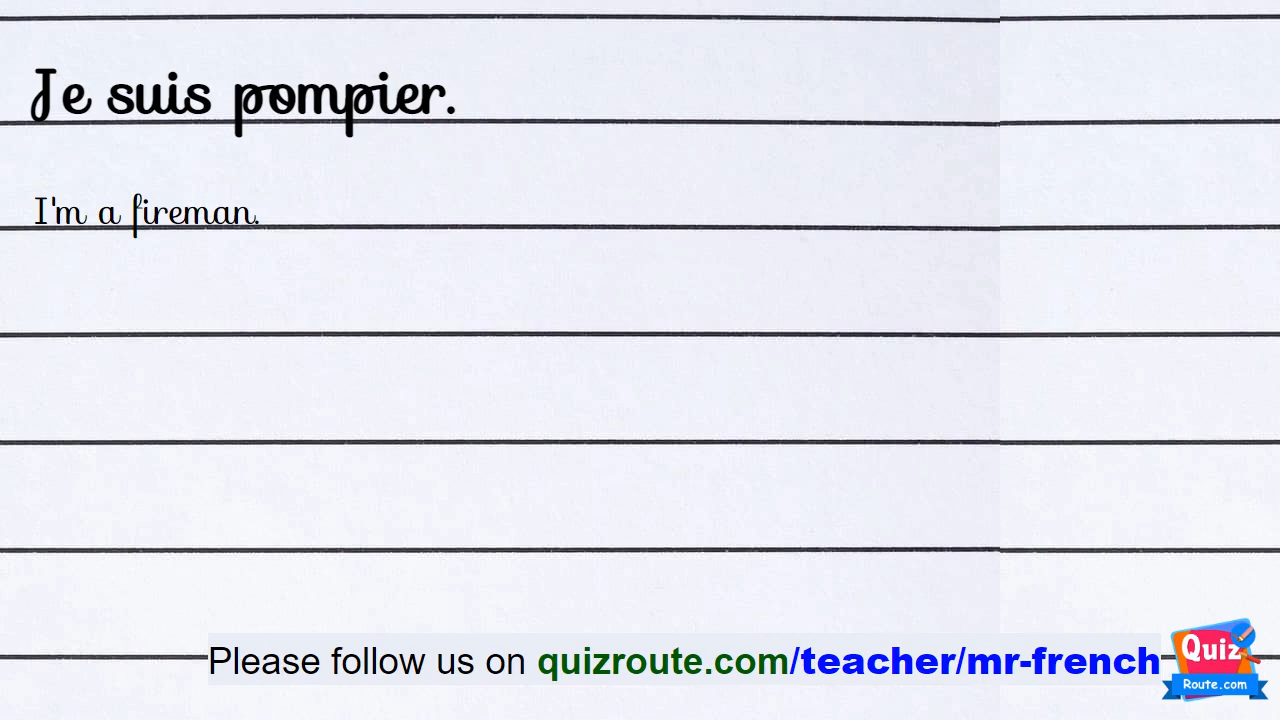 Je suis pompier.
I'm a fireman.
Please follow us on quizroute.com/teacher/mr-french
Quiz
Route.com